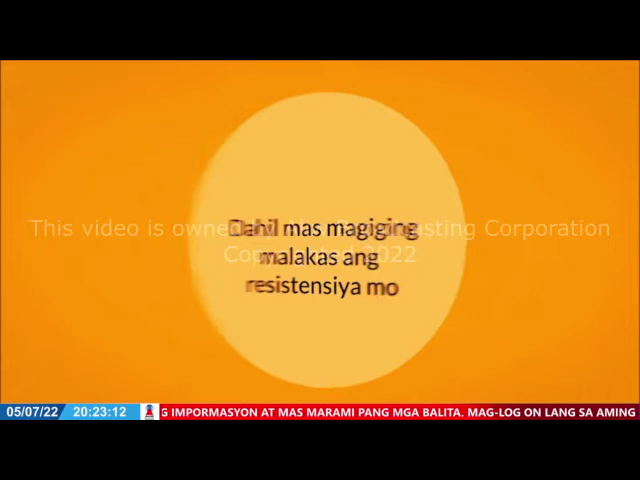 Dahil mas magiging
malakas ang
resistensiya mo
This video is owned by Corporation
2022
05/07/22 20:23:12 G IMPORMASYON AT MAS MARAMI PANG MGA BALITA. MAG-LOG ON LANG SA AMING